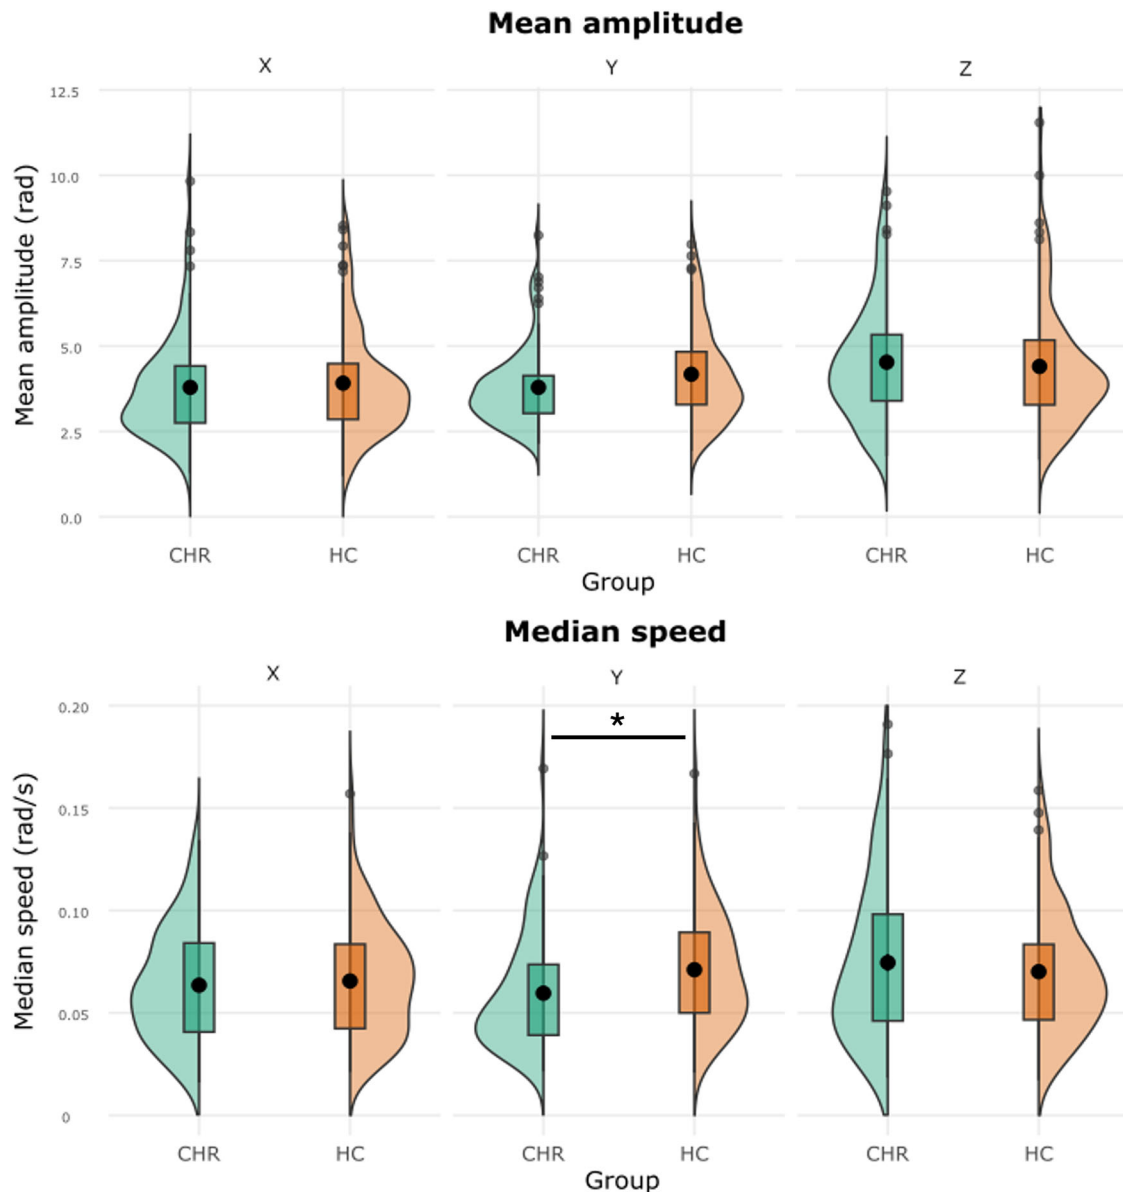 Mean amplitude
X Y Z
Mean amplitude (rad)
12.5
10.0
7.5
5.0
2.5
0.0
CHR HC CHR HC CHR HC
Group
Median speed
X Y Z
Median speed (rad/s)
0.20
*
0.15
0.10
0.05
0
CHR HC CHR HC CHR HC
Group